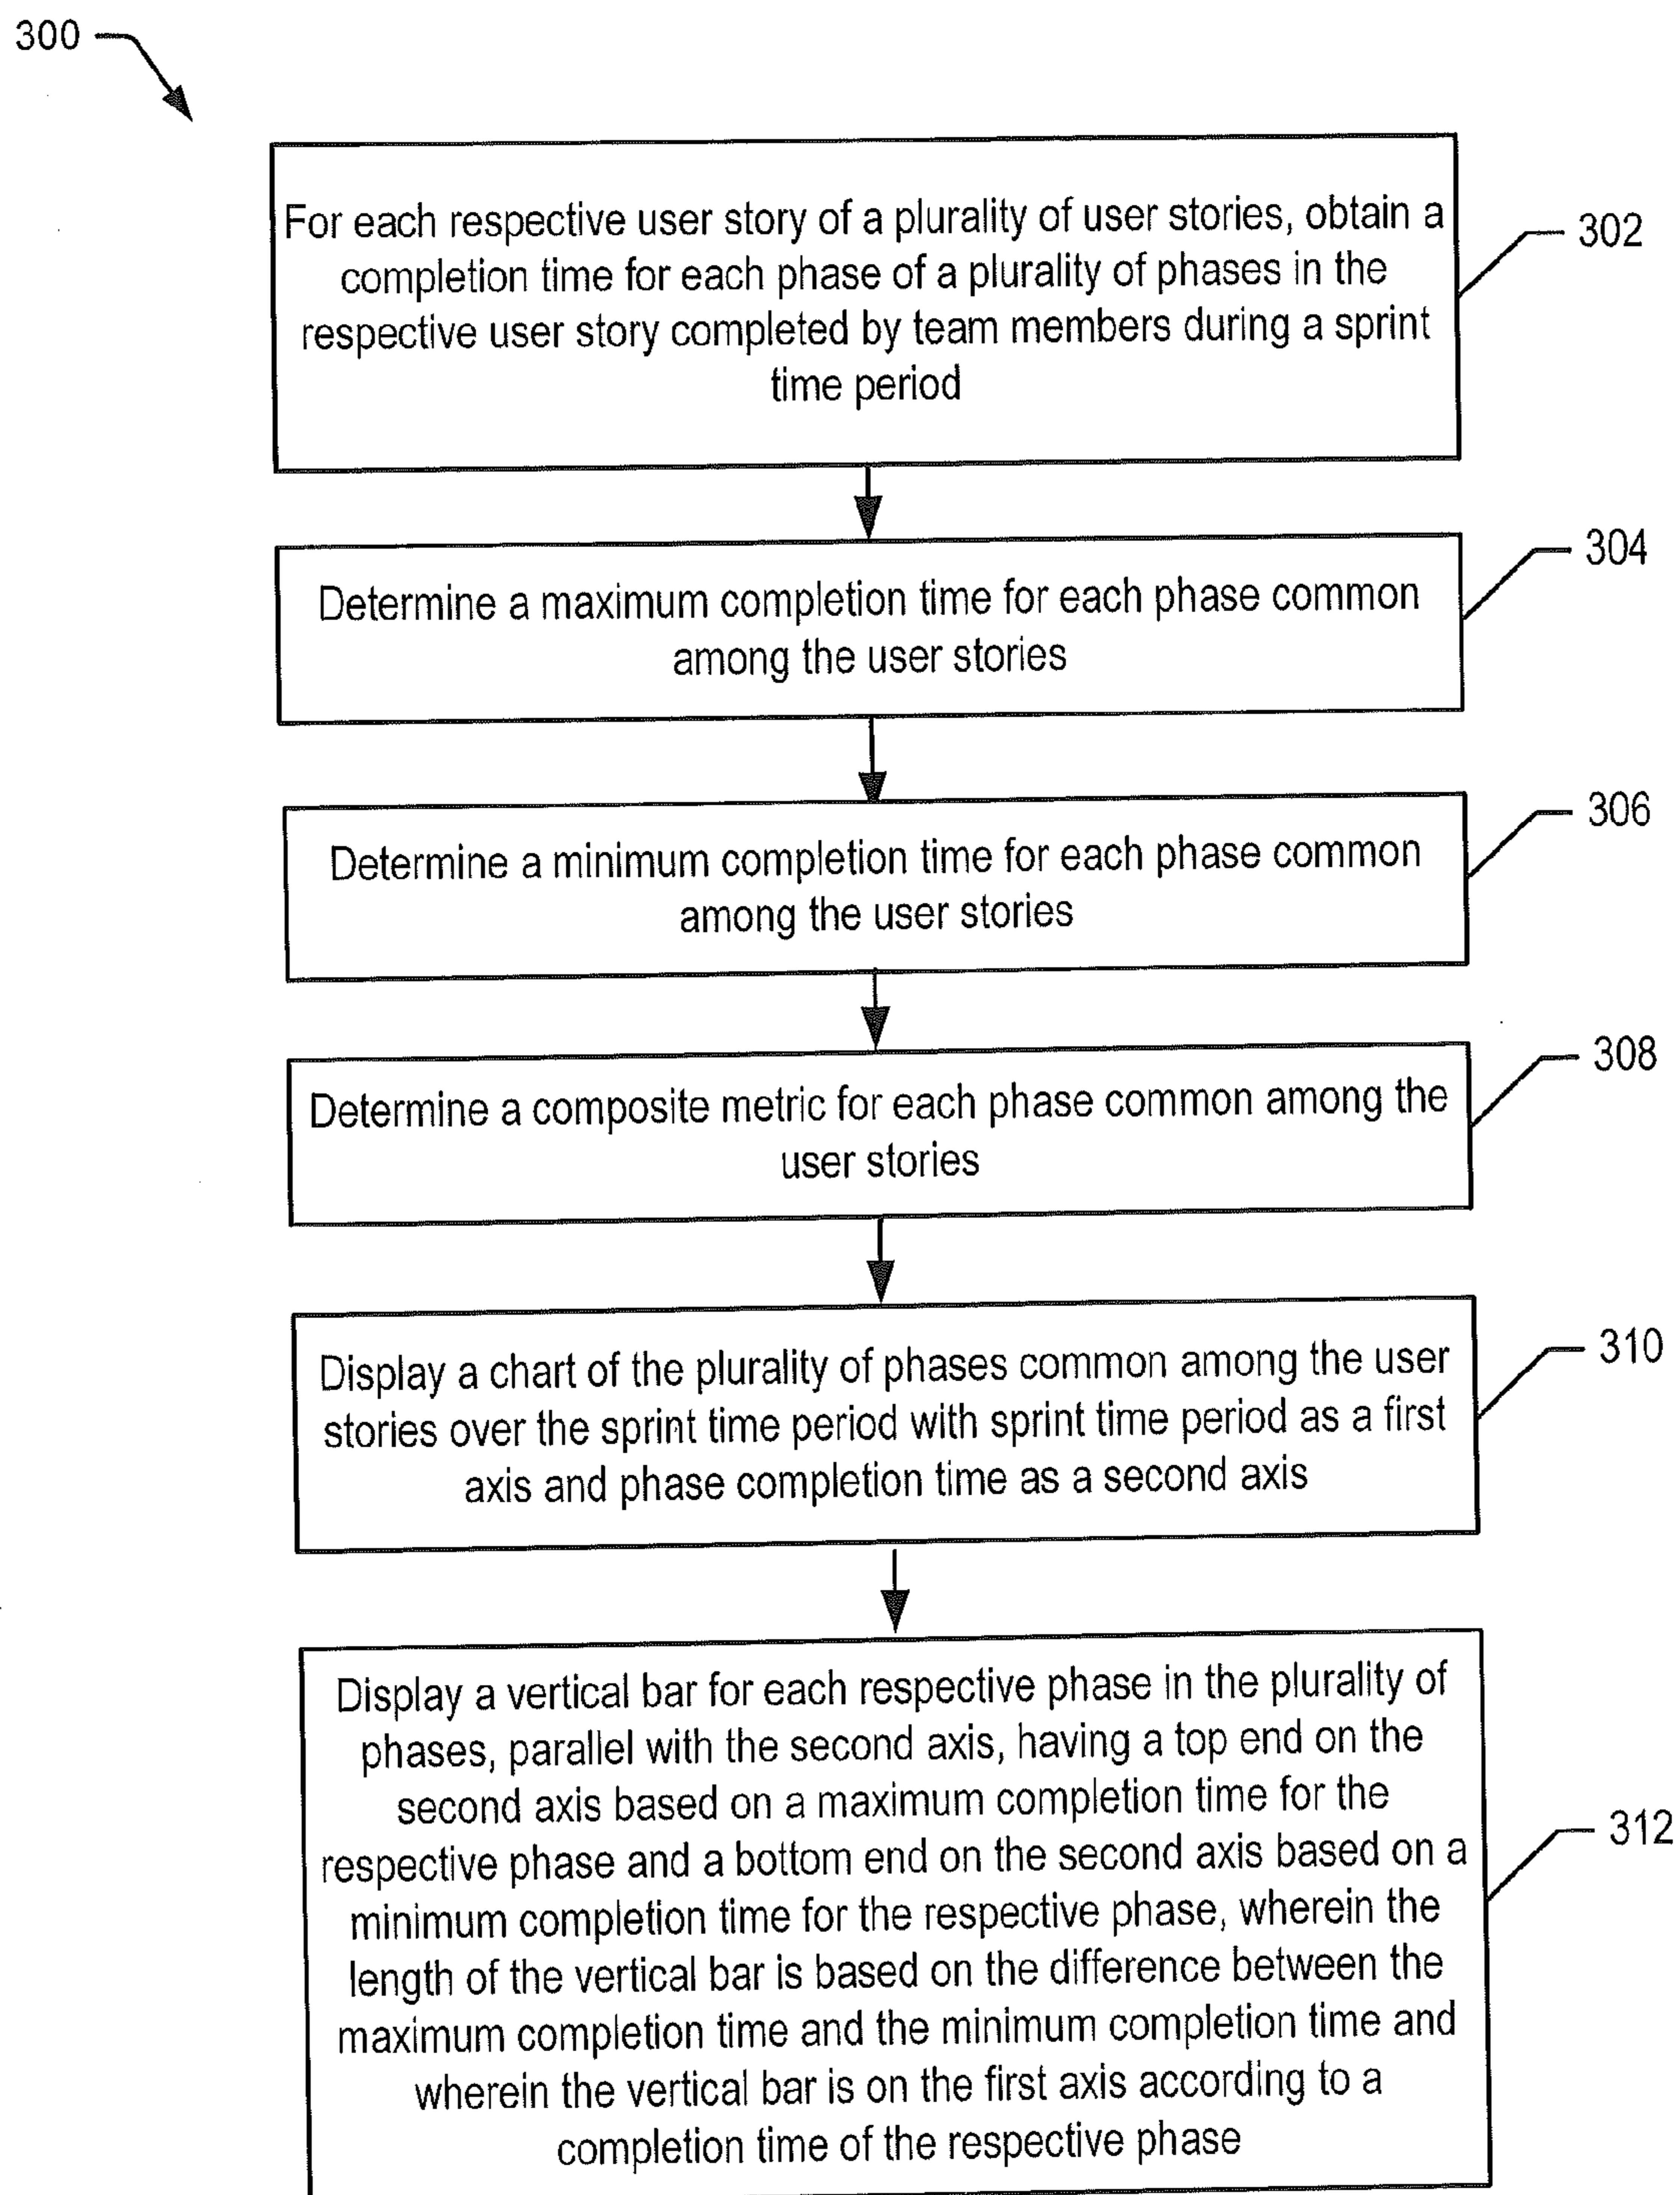 300
For each respective user story of a plurality of user stories, obtain a
completion time for each phase of a plurality of phases in the
respective user story completed by team members during a sprint
time period
302
Determine a maximum completion time for each phase common
among the user stories
304
Determine a minimum completion time for each phase common
among the user stories
306
Determine a composite metric for each phase common among the
user stories
308
Display a chart of the plurality of phases common among the user
stories over the sprint time period with sprint time period as a first
axis and phase completion time as a second axis
310
Display a vertical bar for each respective phase in the plurality of
phases, parallel with the second axis, having a top end on the
second axis based on a maximum completion time for the
respective phase and a bottom end on the second axis based on a
minimum completion time for the respective phase, wherein the
length of the vertical bar is based on the difference between the
maximum completion time and the minimum completion time and
wherein the vertical bar is on the first axis according to a
completion time of the respective phase
312